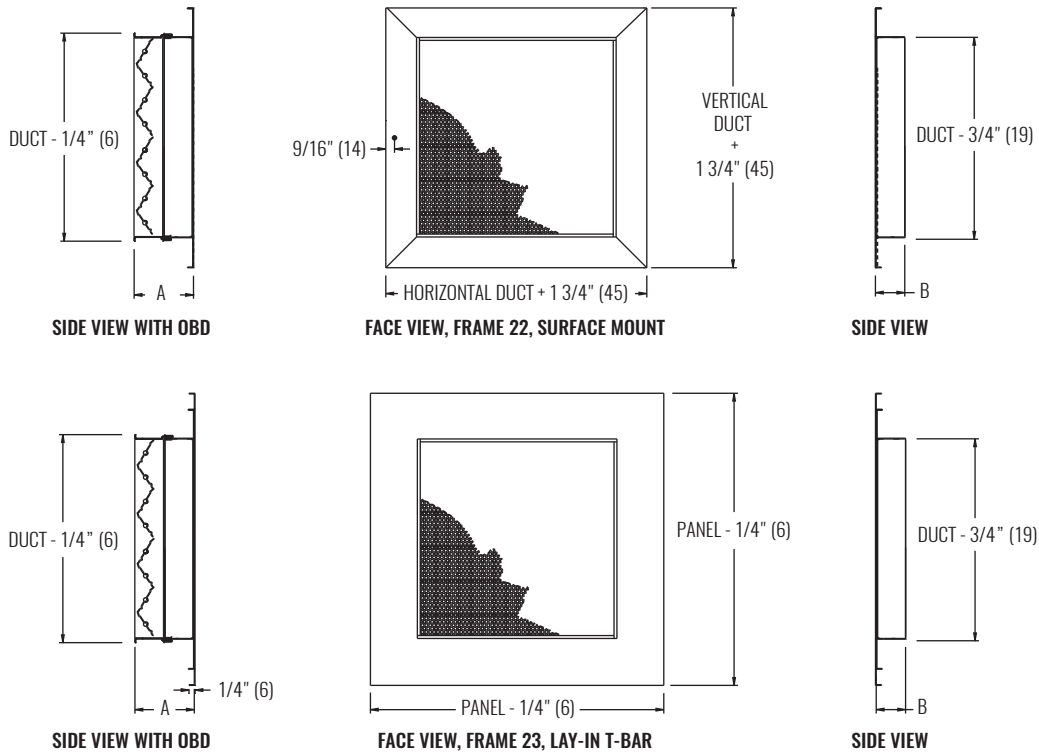 DUCT - 1/4” (6)
A
SIDE VIEW WITH OBD
9/16" (14)
VERTICAL
DUCT
+
1 3/4" (45)
HORIZONTAL DUCT + 1 3/4" (45)
FACE VIEW, FRAME 22, SURFACE MOUNT
DUCT - 3/4” (19)
B
SIDE VIEW
DUCT - 1/4” (6)
1/4" (6)
A
SIDE VIEW WITH OBD
PANEL - 1/4" (6)
PANEL - 1/4" (6)
FACE VIEW, FRAME 23, LAY-IN T-BAR
DUCT - 3/4” (19)
B
SIDE VIEW